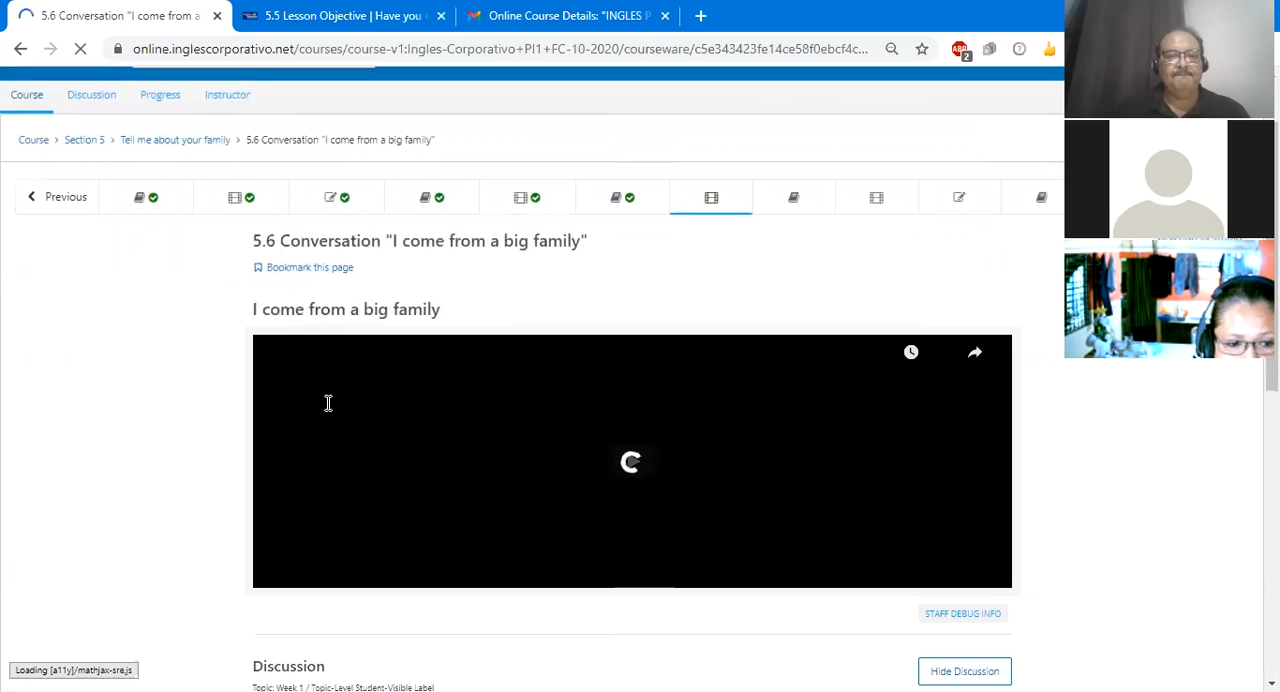 5.6 Conversation "I come from a
5.5 Lesson Objective | Have you
Online Course Details: "INGLES P
online.inglescorporativo.net/courses/course-v1:Ingles-Corporativo+PI1+FC-10-2020/courseware/c5e343423fe14ce58f0ebcf4c...
ABP
2
Course
Discussion
Progress
Instructor
Course > Section 5 > Tell me about your family > 5.6 Conversation "I come from a big family"
Previous
5.6 Conversation "I come from a big family"
Bookmark this page
I come from a big family
STAFF DEBUG INFO
Discussion
Hide Discussion
Topic: Week 1 / Topic-Level Student-Visible Label
Loading [a11y]/mathjax-sre.js